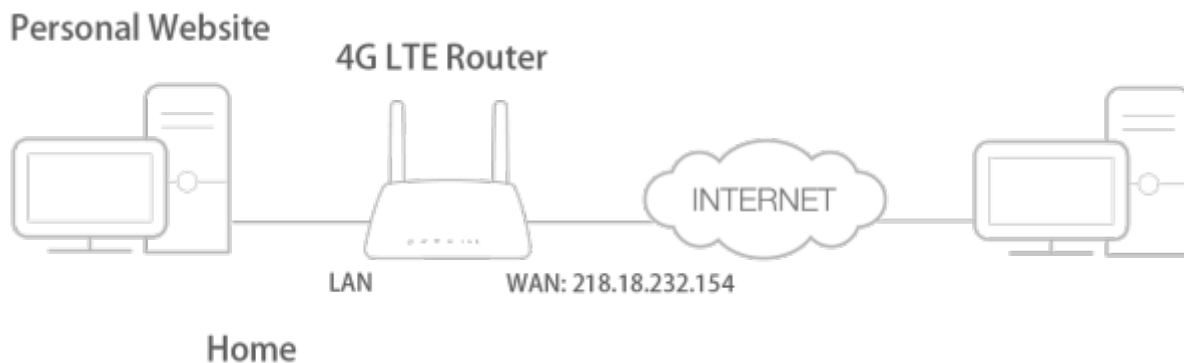 Personal Website
4G LTE Router
INTERNET
LAN
WAN: 218.18.232.154
Home